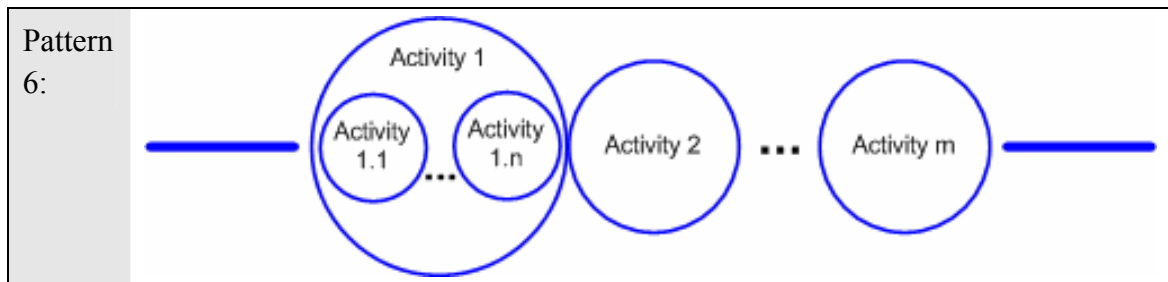 Pattern
6:
Activity 1
Activity
1.1
...
Activity
1.n
Activity 2
...
Activity m